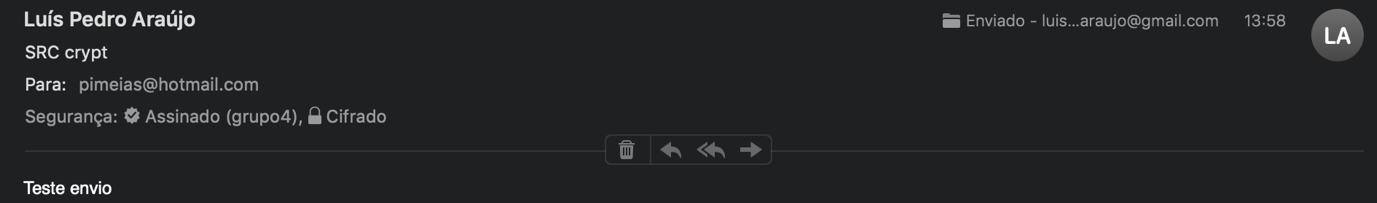 Luís Pedro Araújo
Enviado - luis...araujo@gmail.com 13:58
LA
SRC crypt
Para: pimeias@hotmail.com
Segurança: Assinado (grupo4), Cifrado
Teste envio